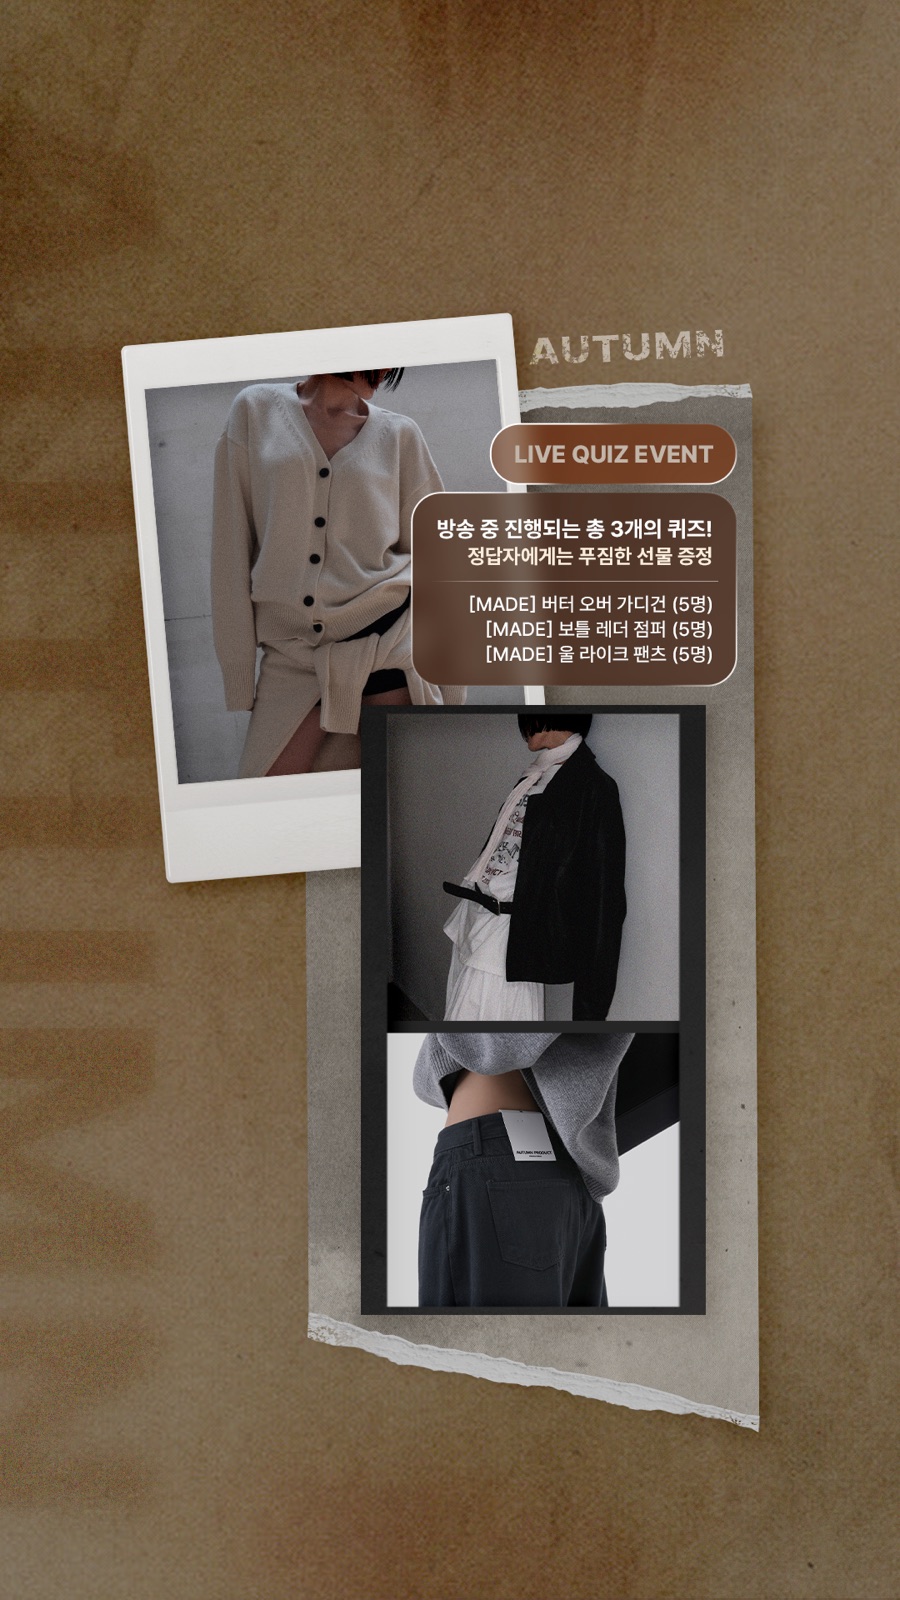 AUTUMN
LIVE QUIZ EVENT
방송 중 진행되는 총 3개의 퀴즈!
정답자에게는 푸짐한 선물 증정
[MADE] 버터 오버 가디건 (5명)
[MADE] 보틀 레더 점퍼 (5명)
[MADE] 울 라이크 팬츠 (5명)